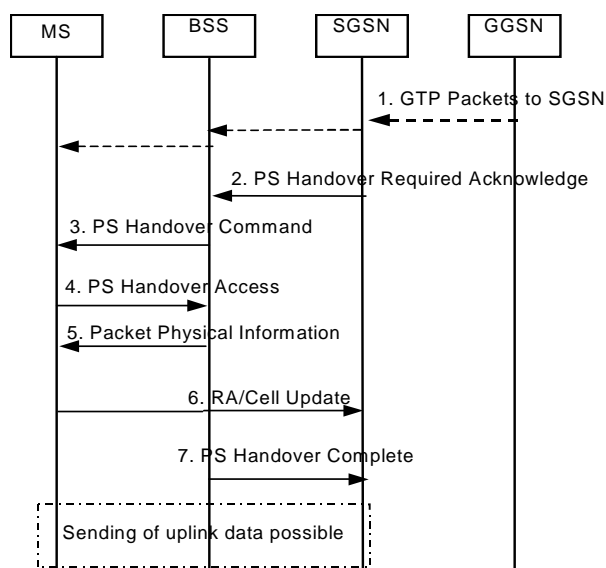 MS
BSS
SGSN
GGSN
1. GTP Packets to SGSN
2. PS Handover Required Acknowledge
3. PS Handover Command
4. PS Handover Access
5. Packet Physical Information
6. RA/Cell Update
7. PS Handover Complete
Sending of uplink data possible